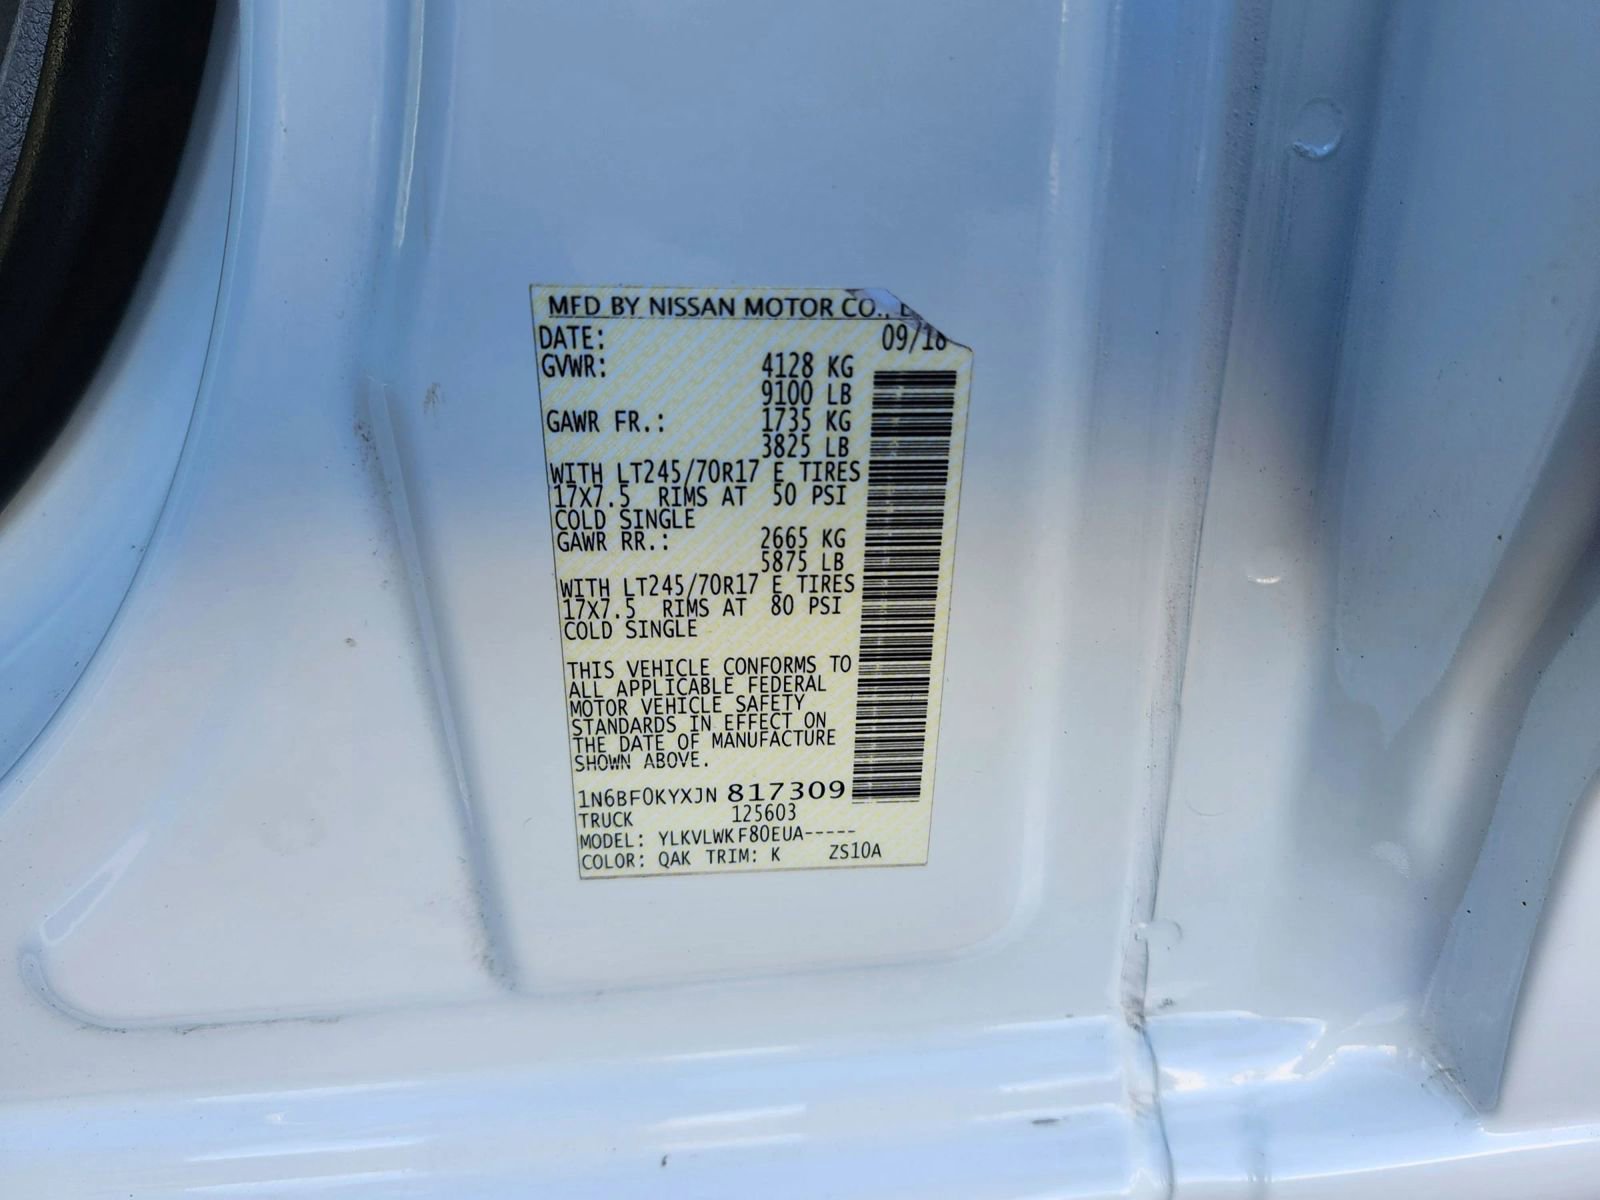 MFD BY NISSAN MOTOR CO.,
DATE: 09/18
GVWR: 4128 KG
9100 LB
GAWR FR.: 1735 KG
3825 LB
WITH LT245/70R17 E TIRES
17X7.5 RIMS AT 50 PSI
COLD SINGLE
GAWR RR.: 2665 KG
5875 LB
WITH LT245/70R17 E TIRES
17X7.5 RIMS AT 80 PSI
COLD SINGLE
THIS VEHICLE CONFORMS TO
ALL APPLICABLE FEDERAL
MOTOR VEHICLE SAFETY
STANDARDS IN EFFECT ON
THE DATE OF MANUFACTURE
SHOWN ABOVE.
1N6BF0KYXJN 817309
TRUCK 125603
MODEL: YLKVLWKF80EUA-----
COLOR: QAK TRIM: K ZS10A